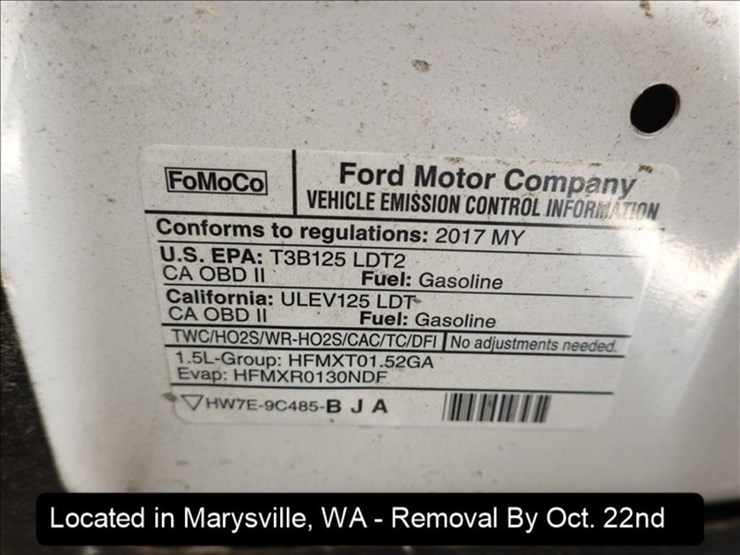 FoMoCo
Ford Motor Company
VEHICLE EMISSION CONTROL INFORMATION
Conforms to regulations: 2017 MY
U.S. EPA: T3B125 LDT2
CA OBD II Fuel: Gasoline
California: ULEV125 LDT
CA OBD II Fuel: Gasoline
TWC/HO2S/WR-HO2S/CAC/TC/DFI No adjustments needed.
1.5L-Group: HFMXT01.52GA
Evap: HFMXR0130NDF
HW7E-9C485-B J A
Located in Marysville, WA - Removal By Oct. 22nd